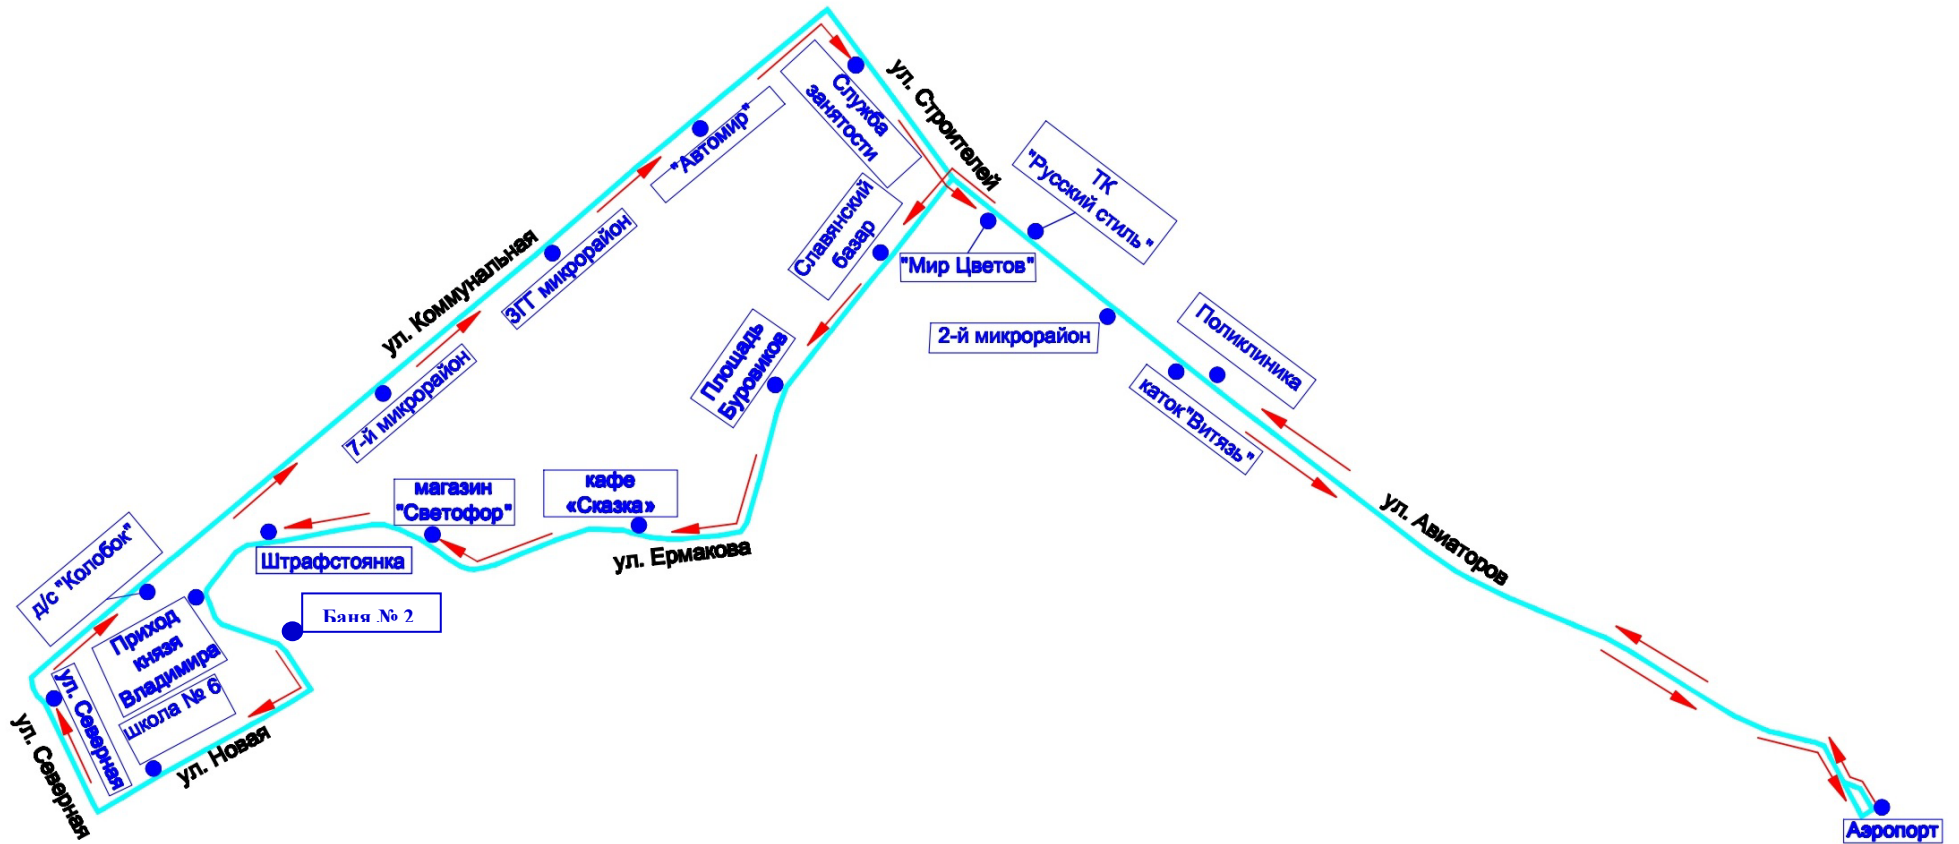 ул. Строителей
Служба
занятости
"Автомир"
ТК
"Русский стиль"
Славянский
базар
"Мир Цветов"
ул. Коммунальная
3ГГ микрорайон
2-й микрорайон
Поликлиника
каток"Витязь"
Площадь
Буровиков
7-й микрорайон
магазин
"Светофор"
кафе
«Сказка»
ул. Ермакова
ул. Авиаторов
Штрафстоянка
д/с "Колобок"
Баня № 2
Приход
князя
Владимира
школа № 6
ул. Северная
ул. Северная
ул. Новая
Аэропорт